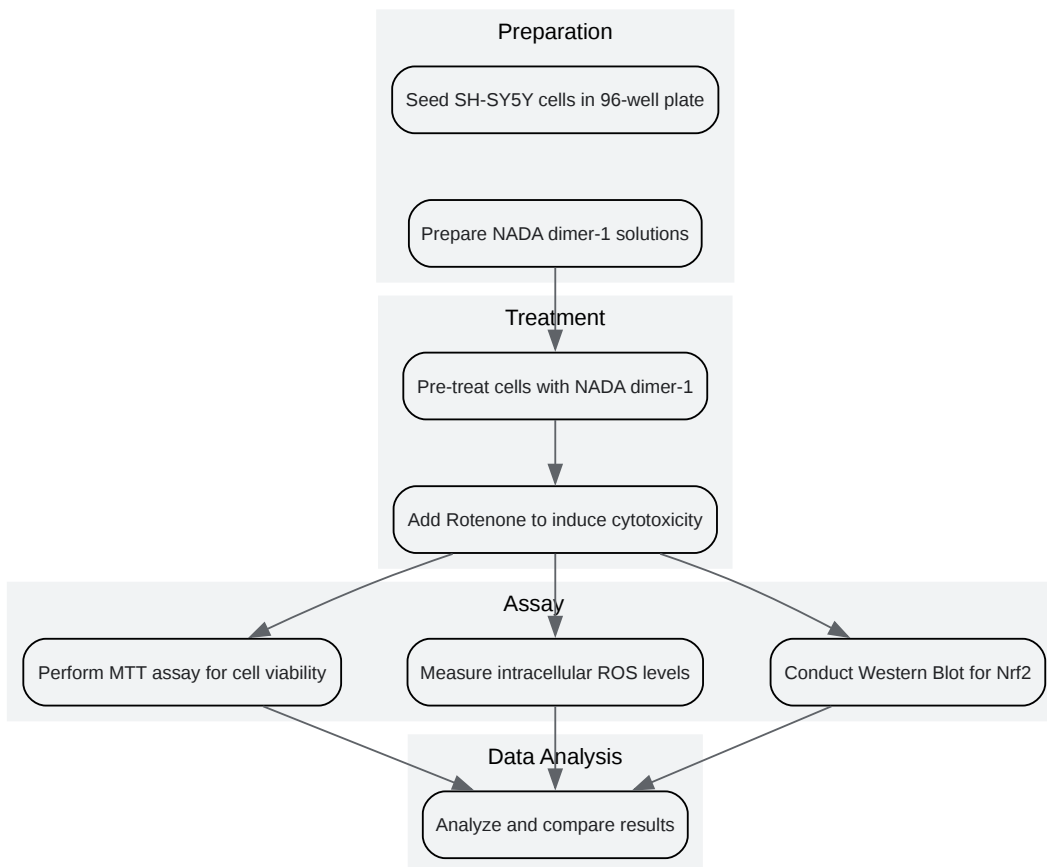 Preparation
Seed SH-SY5Y cells in 96-well plate
Prepare NADA dimer-1 solutions
Treatment
Pre-treat cells with NADA dimer-1
Add Rotenone to induce cytotoxicity
Assay
Perform MTT assay for cell viability
Measure intracellular ROS levels
Conduct Western Blot for Nrf2
Data Analysis
Analyze and compare results